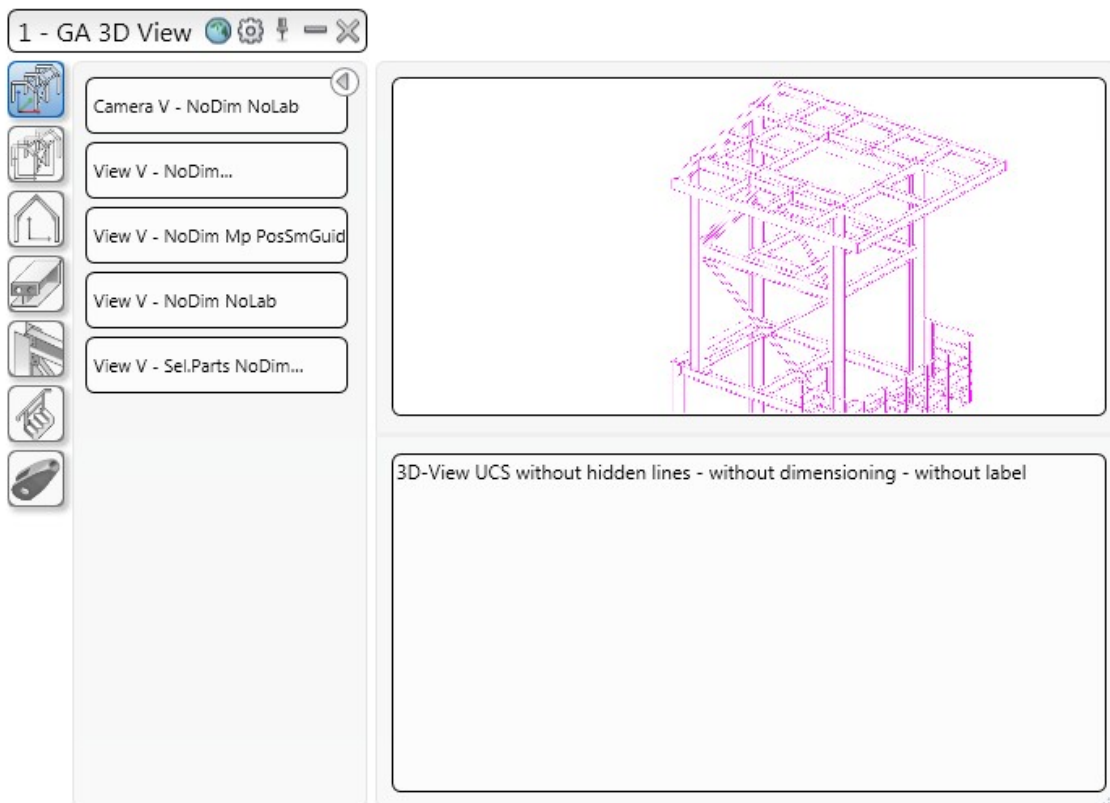 1 - GA 3D View
Camera V - NoDim NoLab
View V - NoDim...
View V - NoDim Mp PosSmGuid
View V - NoDim NoLab
View V - Sel.Parts NoDim...
3D-View UCS without hidden lines - without dimensioning - without label